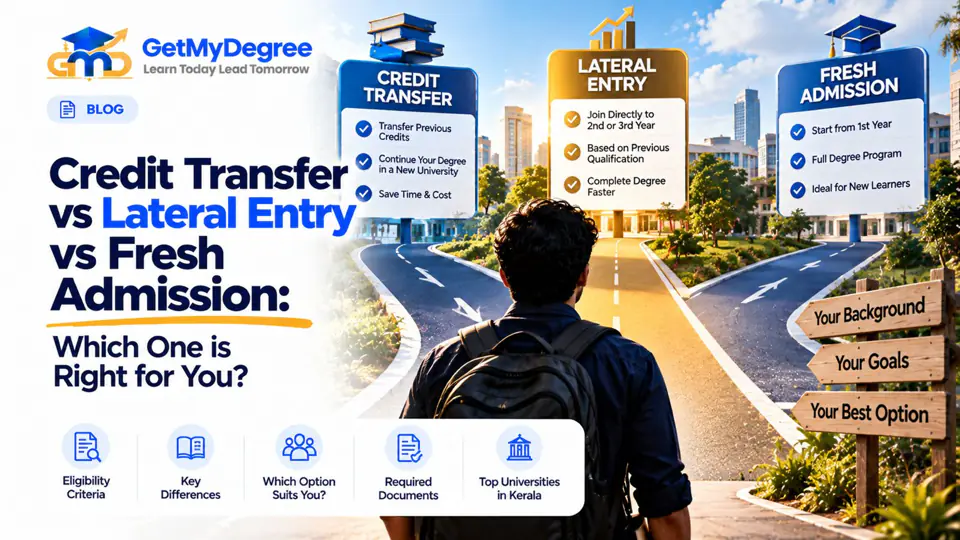 GMD
GetMyDegree
Learn Today Lead Tomorrow
BLOG
Credit Transfer
vs Lateral Entry
vs Fresh
Admission:
Which One is
Right for You?
CREDIT
TRANSFER
Transfer Previous
Credits
Continue Your Degree
in a New University
Save Time & Cost
LATERAL
ENTRY
Join Directly to
2nd or 3rd Year
Based on Previous
Qualification
Complete Degree
Faster
FRESH
ADMISSION
Start from 1st Year
Full Degree Program
Ideal for New Learners
Your Background
Your Goals
Your Best Option
Eligibility
Criteria
Key
Differences
Which Option
Suits You?
Required
Documents
Top Universities
in Kerala